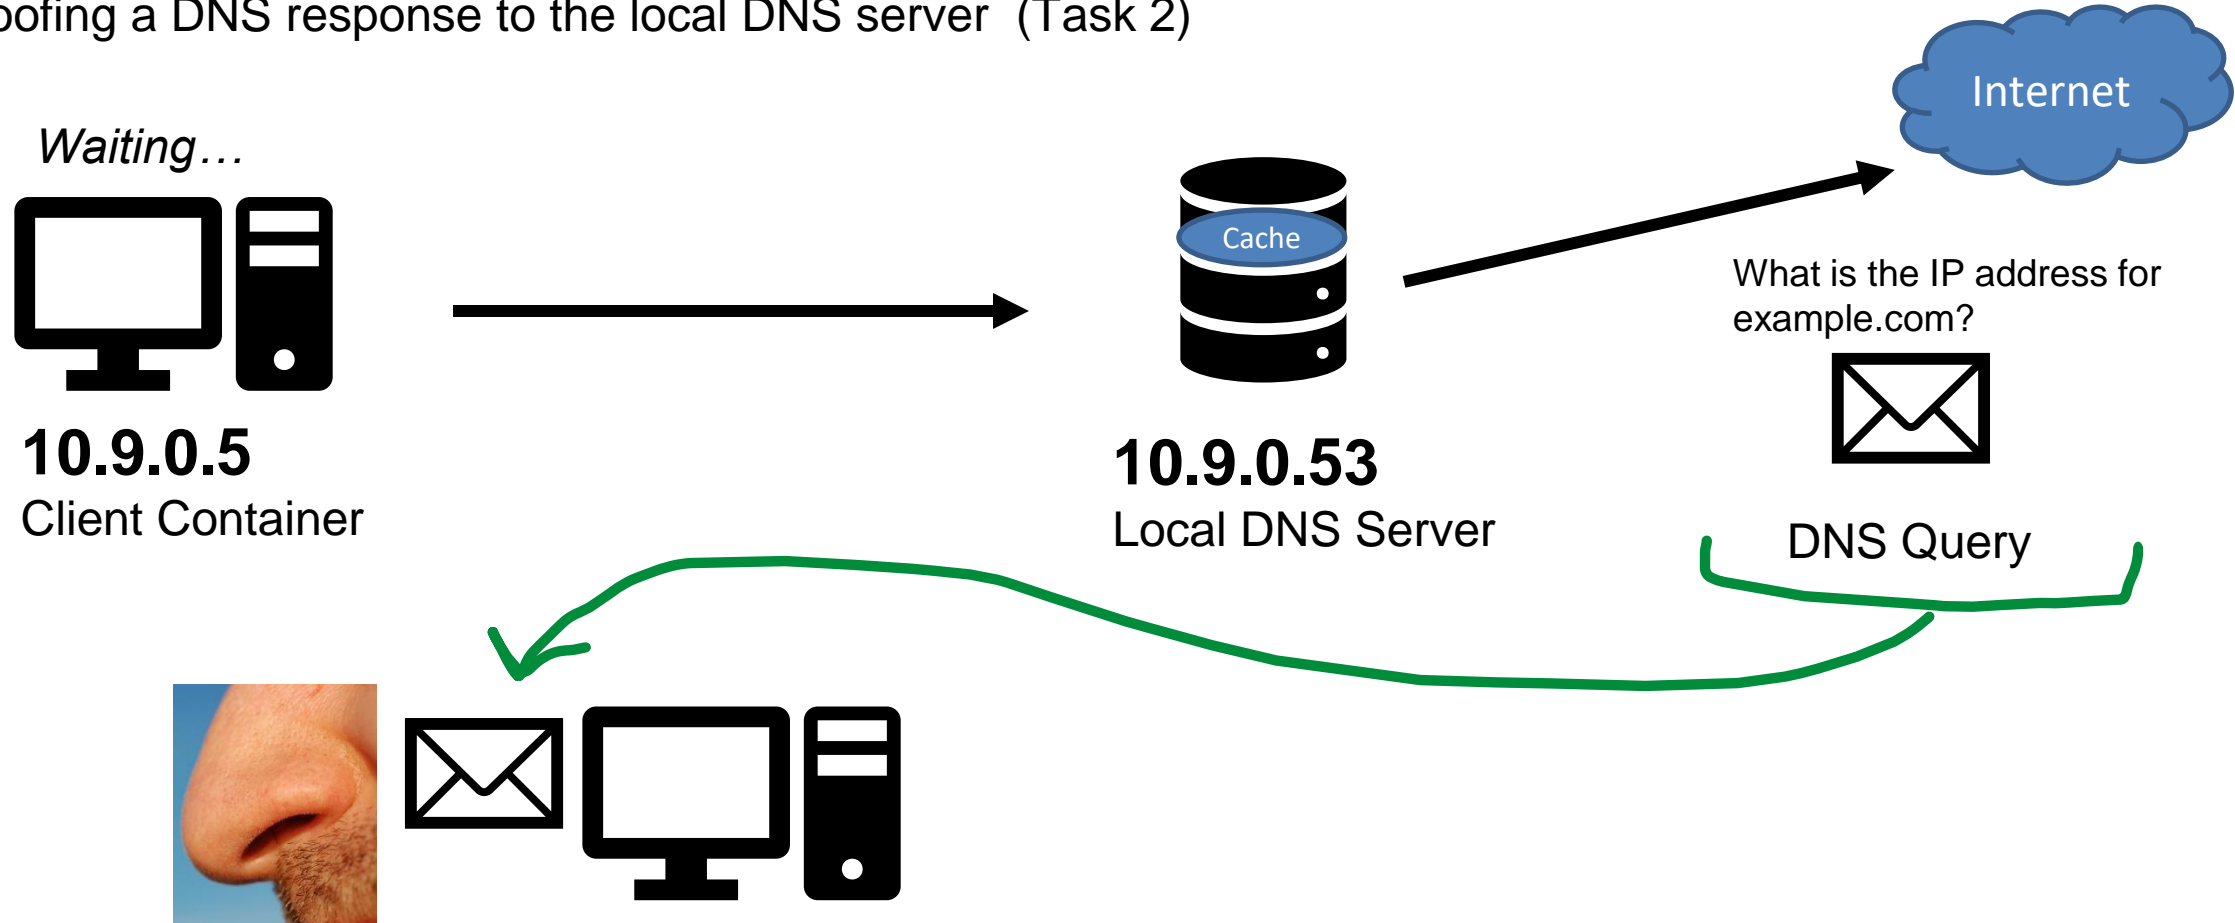 oofing a DNS response to the local DNS server (Task 2)
Internet
Waiting...
Cache
What is the IP address for
example.com?
10.9.0.5
Client Container
10.9.0.53
Local DNS Server
DNS Query